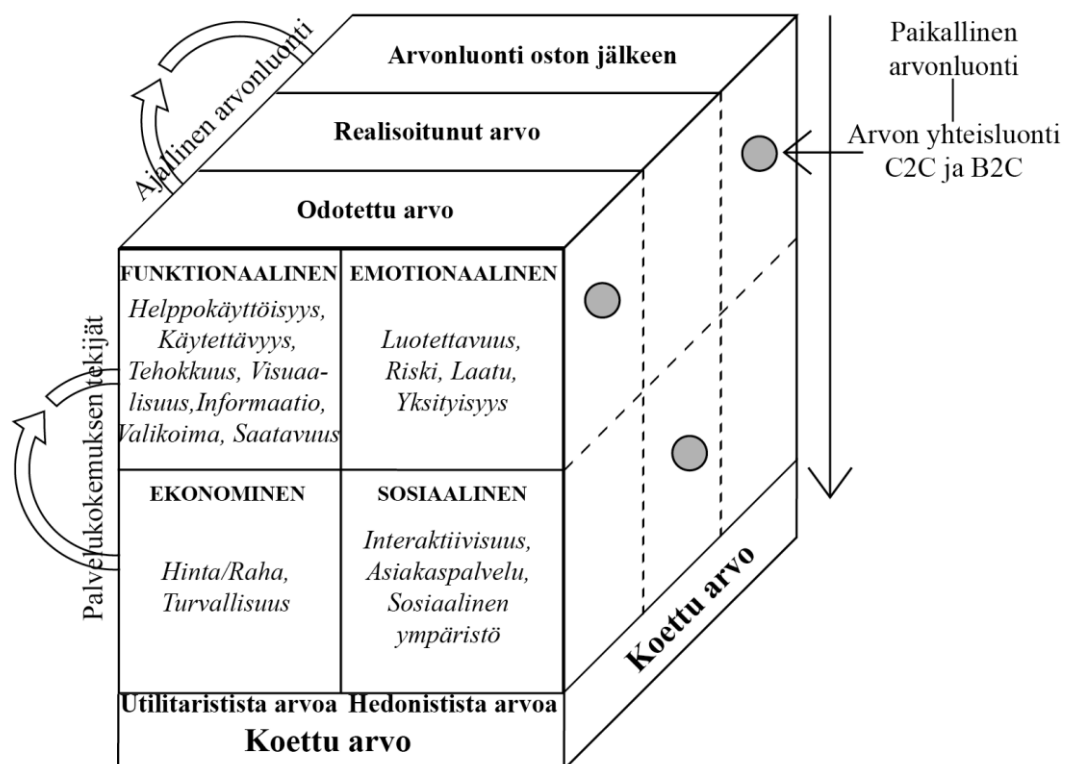 Arvonluonti oston jälkeen
Realisoitunut arvo
Odotettu arvo
Ajallinen arvonluonti
Paikallinen
arvonluonti
Arvon yhteisluonti
C2C ja B2C
Palvelukokemuksen tekijät
FUNKTIONAALINEN
Helppokäyttöisyys,
Käytettävyys,
Tehokkuus, Visuaa-
lisuus,Informaatio,
Valikoima, Saatavuus
EMOTIONAALINEN
Luotettavuus,
Riski, Laatu,
Yksityisyys
EKONOMINEN
Hinta/Raha,
Turvallisuus
SOSIAALINEN
Interaktiivisuus,
Asiakaspalvelu,
Sosiaalinen
ympäristö
Utilitaristista arvoa
Hedonistista arvoa
Koettu arvo
Koettu arvo